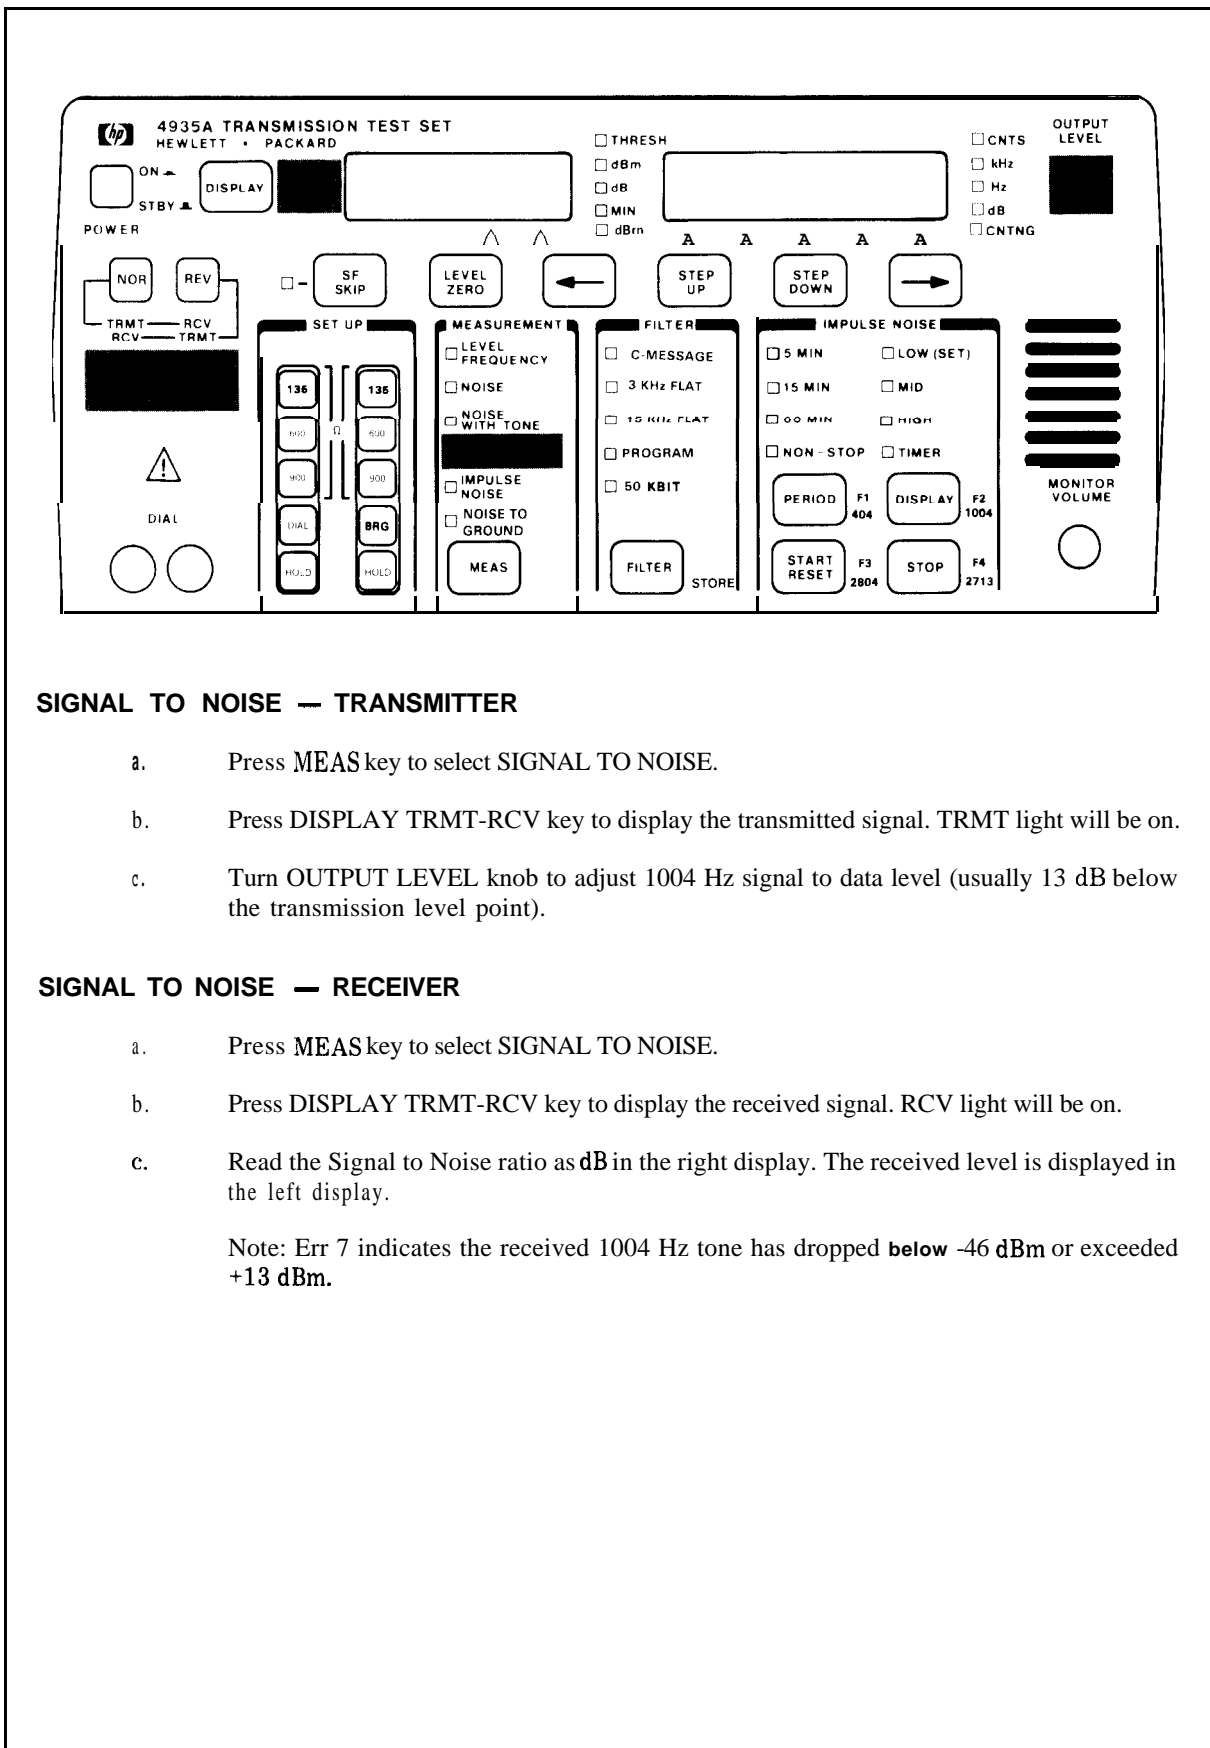 hp
4935A TRANSMISSION TEST SET
HEWLETT • PACKARD
ON
STBY
POWER
DISPLAY
THRESH
dBm
dB
MIN
dBrn
CNTS
kHz
Hz
dB
CNTNG
OUTPUT
LEVEL
A A A A A
NOR
REV
TRMT RCV
RCV TRMT
SF
SKIP
LEVEL
ZERO
STEP
UP
STEP
DOWN
SET UP
135 135
600 Ω 600
900 900
DIAL BRG
HOLD HOLD
DIAL
MEASUREMENT
LEVEL
FREQUENCY
NOISE
NOISE
WITH TONE
IMPULSE
NOISE
NOISE TO
GROUND
MEAS
FILTER
C-MESSAGE
3 KHz FLAT
15 KHz FLAT
PROGRAM
50 KBIT
FILTER
STORE
IMPULSE NOISE
5 MIN LOW (SET)
15 MIN MID
60 MIN HIGH
NON-STOP TIMER
PERIOD F1
404
DISPLAY F2
1004
START
RESET F3
2804
STOP F4
2713
MONITOR
VOLUME
SIGNAL TO NOISE — TRANSMITTER
a. Press MEAS key to select SIGNAL TO NOISE.
b. Press DISPLAY TRMT-RCV key to display the transmitted signal. TRMT light will be on.
c. Turn OUTPUT LEVEL knob to adjust 1004 Hz signal to data level (usually 13 dB below
the transmission level point).
SIGNAL TO NOISE — RECEIVER
a. Press MEAS key to select SIGNAL TO NOISE.
b. Press DISPLAY TRMT-RCV key to display the received signal. RCV light will be on.
c. Read the Signal to Noise ratio as dB in the right display. The received level is displayed in
the left display.
Note: Err 7 indicates the received 1004 Hz tone has dropped below -46 dBm or exceeded
+13 dBm.